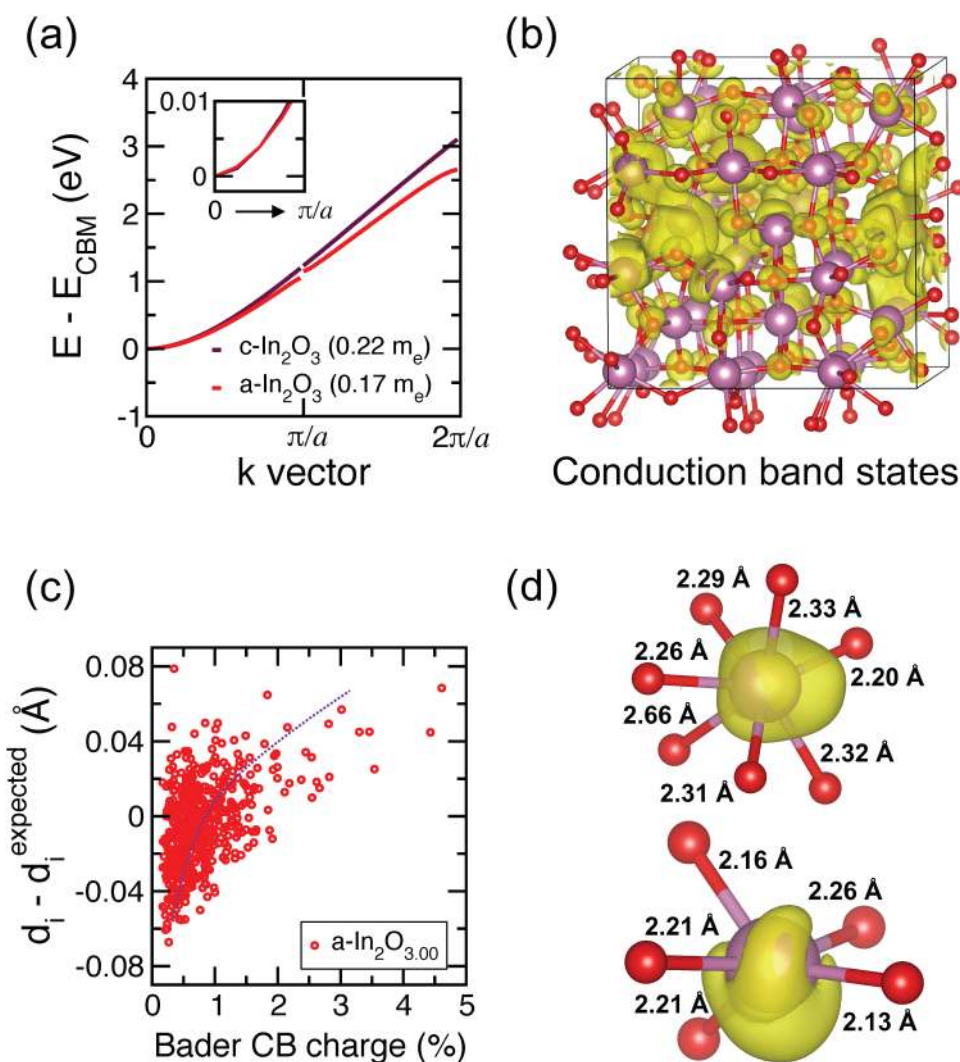 (a)
4
3
2
1
0
-1
E - E_CBM (eV)
0.01
0
0
π/a
c-In₂O₃ (0.22 mₑ)
a-In₂O₃ (0.17 mₑ)
0
π/a
2π/a
k vector
(b)
Conduction band states
(c)
0.08
0.04
0
-0.04
-0.08
d_i - d_i^expected (Å)
a-In₂O₃.₀₀
0
1
2
3
4
5
Bader CB charge (%)
(d)
2.29 Å
2.33 Å
2.26 Å
2.20 Å
2.66 Å
2.32 Å
2.31 Å
2.16 Å
2.26 Å
2.21 Å
2.21 Å
2.13 Å